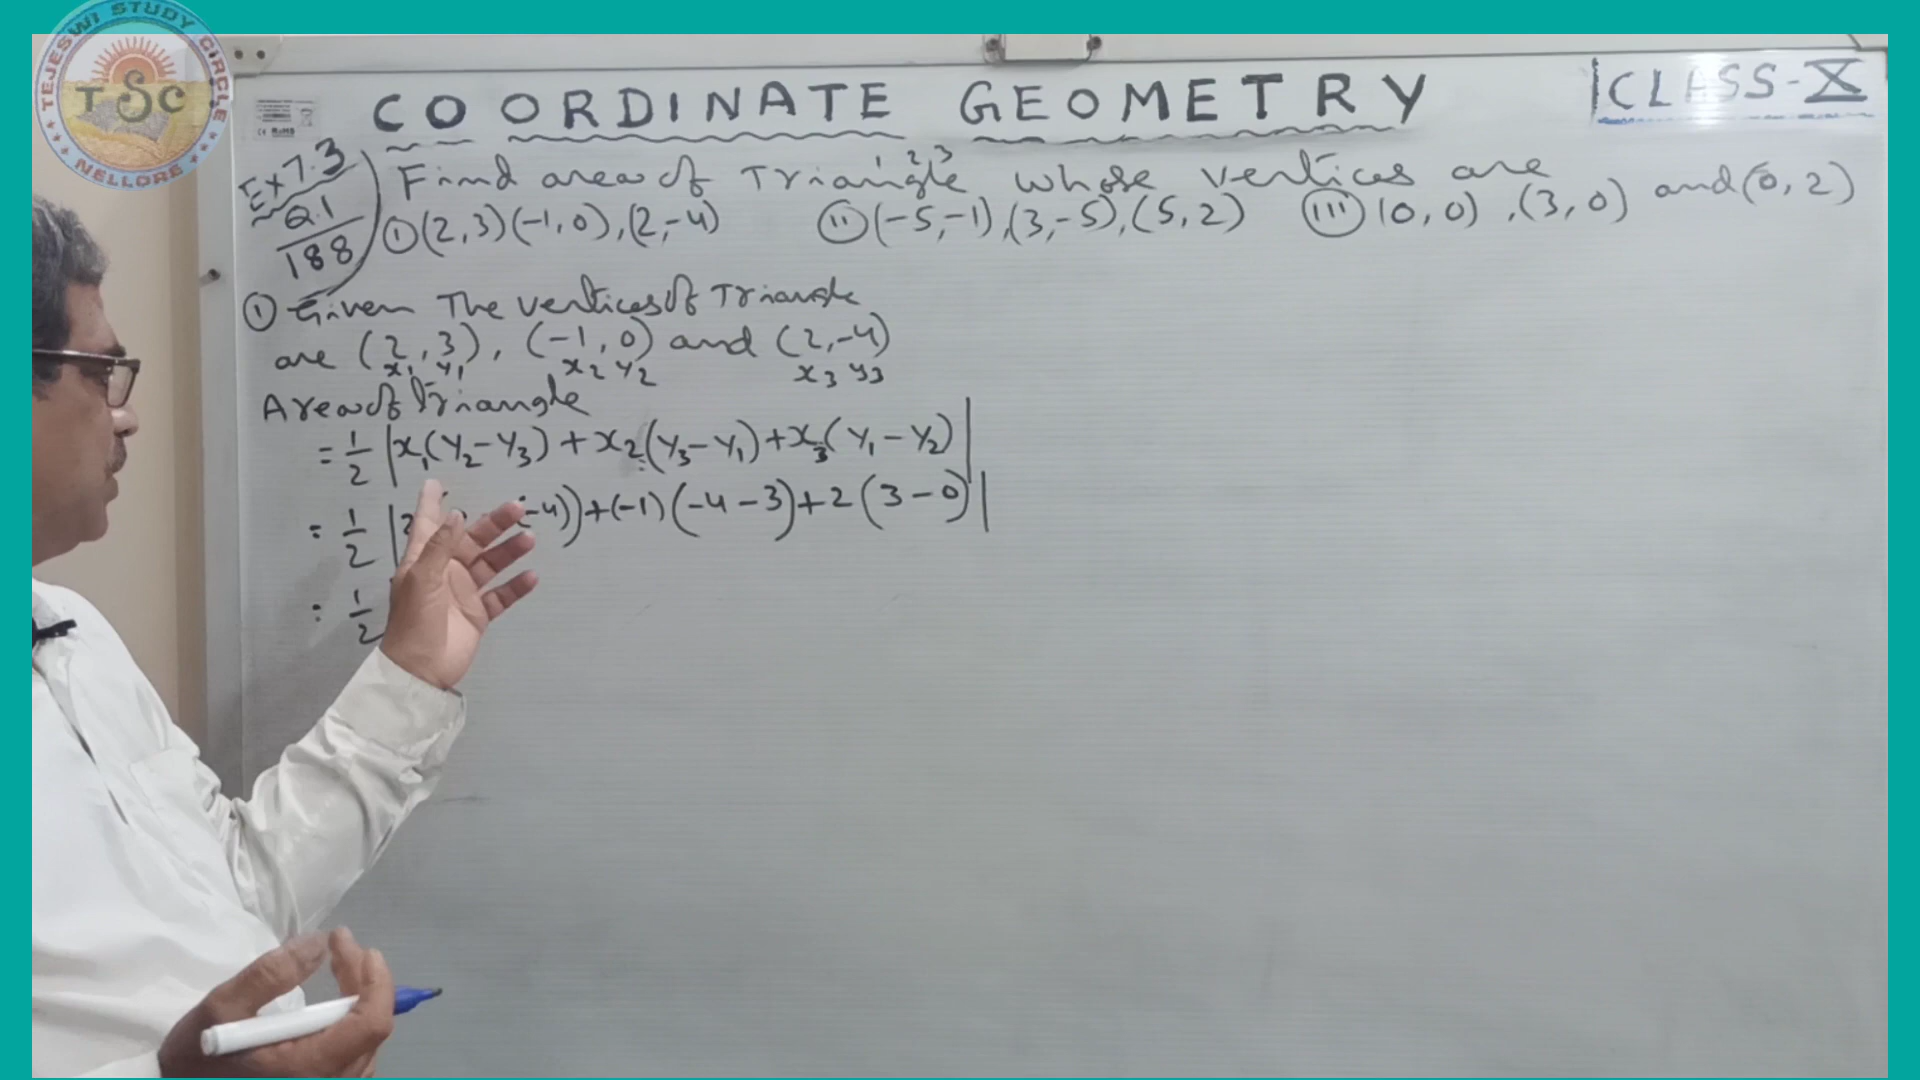 TEJESWI STUDY CIRCLE
TSC
NELLORE
COORDINATE GEOMETRY
CLASS-X
Ex 7.3
Q.1
188
1 2 3
Find area of Triangle whose vertices are
(i) (2,3) (-1,0), (2,-4) (ii) (-5,-1), (3,-5), (5,2) (iii) (0,0), (3,0) and (0,2)
(i) Given The vertices of Triangle
are (2,3), (-1,0) and (2,-4)
x₁ y₁ x₂ y₂ x₃ y₃
Area of Triangle
= 1/2 |x₁(y₂-y₃)+x₂(y₃-y₁)+x₃(y₁-y₂)|
= 1/2 |2 -4))+(-1)(-4-3)+2(3-0)|
= 1/2